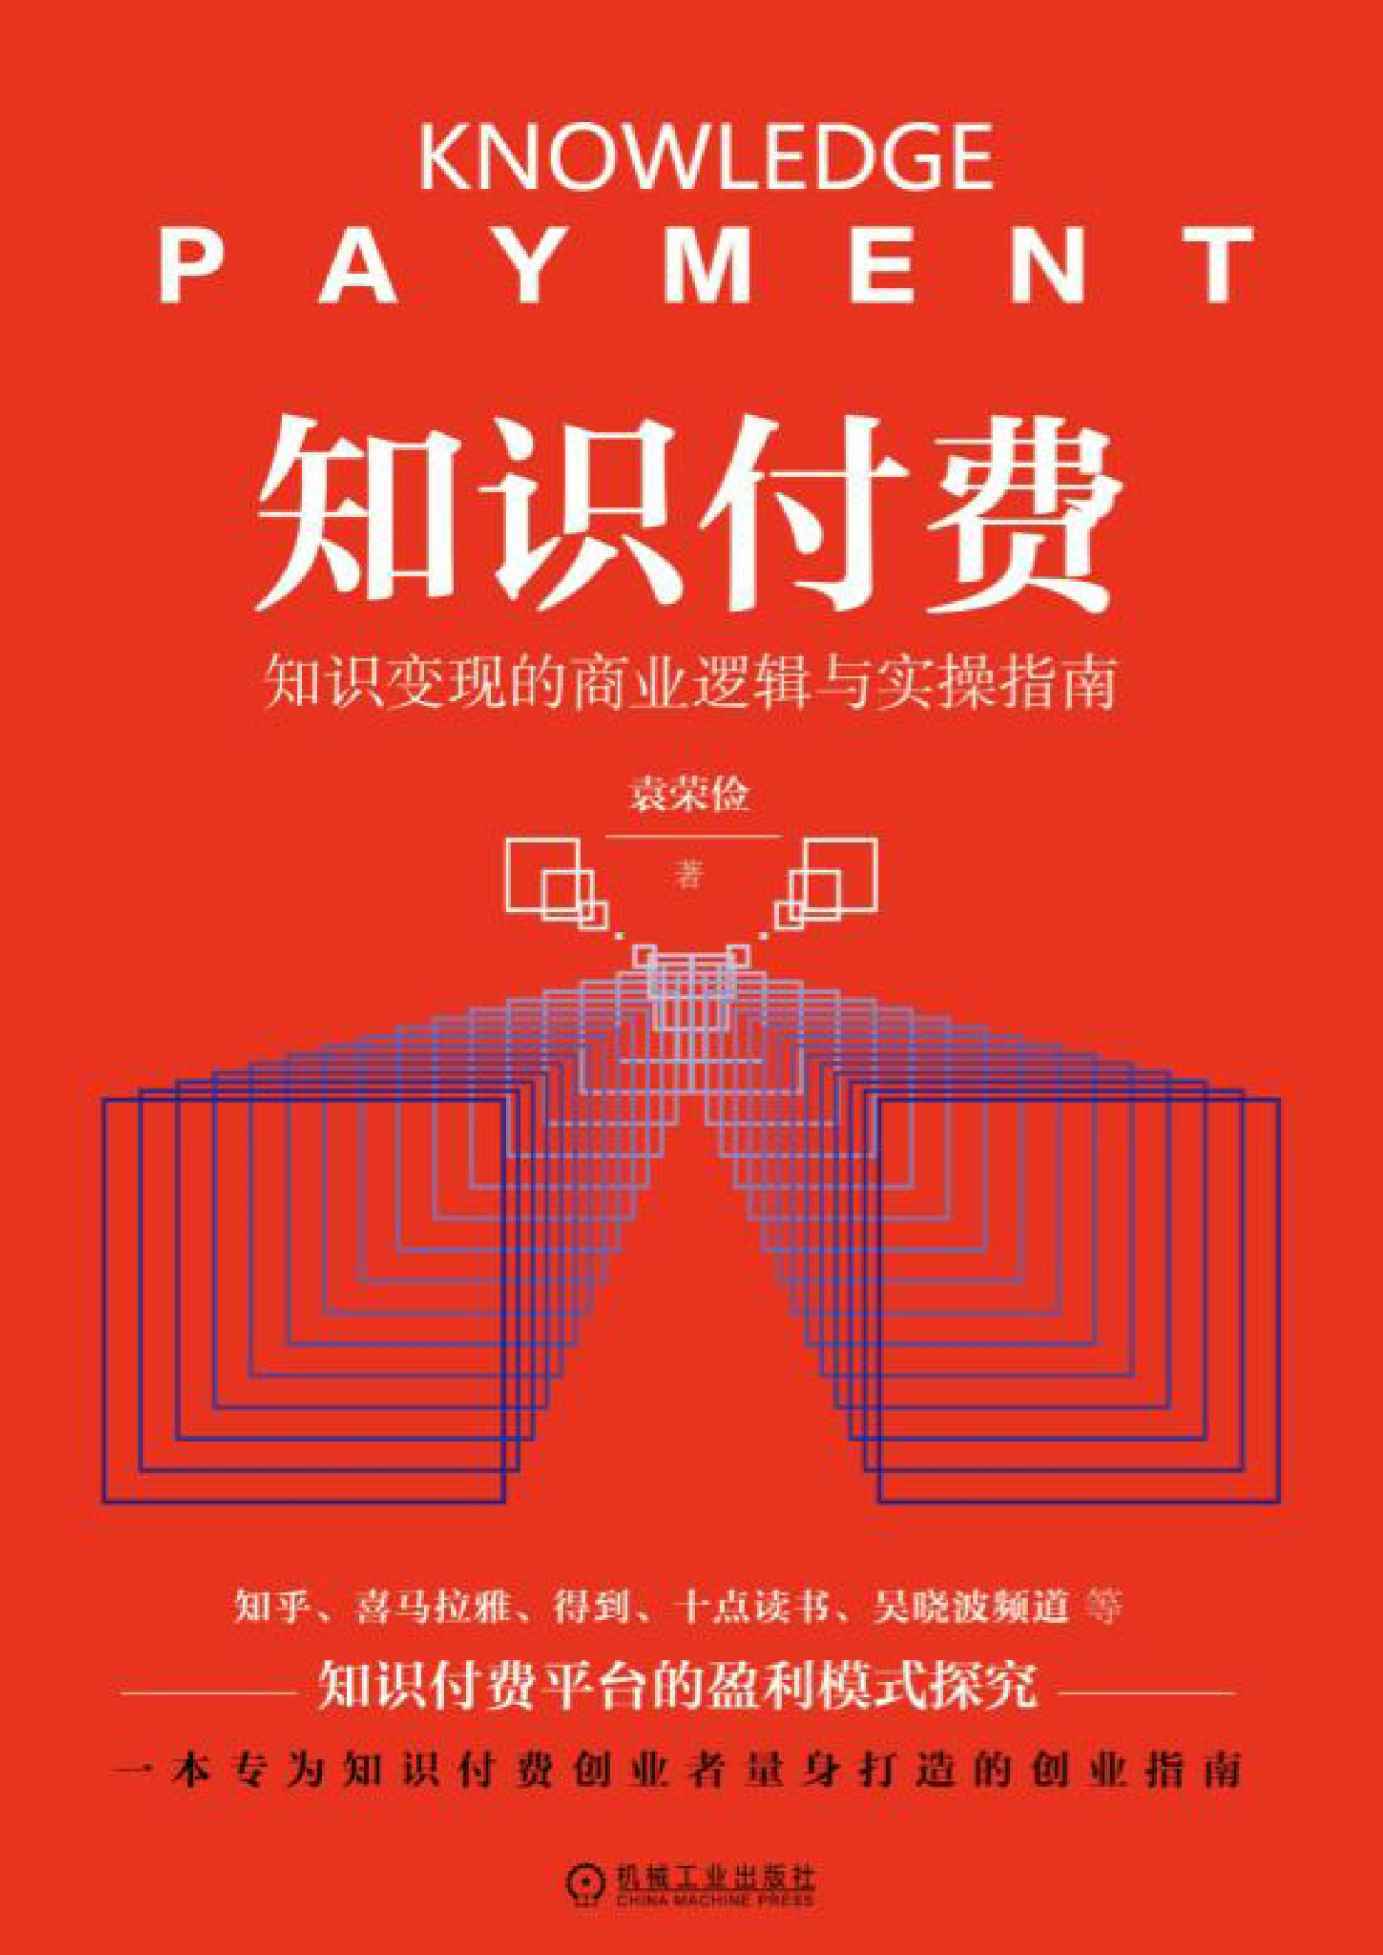 KNOWLEDGE
PAYMENT
知识付费
知识变现的商业逻辑与实操指南
袁荣俭
著
知乎、喜马拉雅、得到、十点读书、吴晓波频道 等
知识付费平台的盈利模式探究
一本专为知识付费创业者量身打造的创业指南
机械工业出版社
CHINA MACHINE PRESS